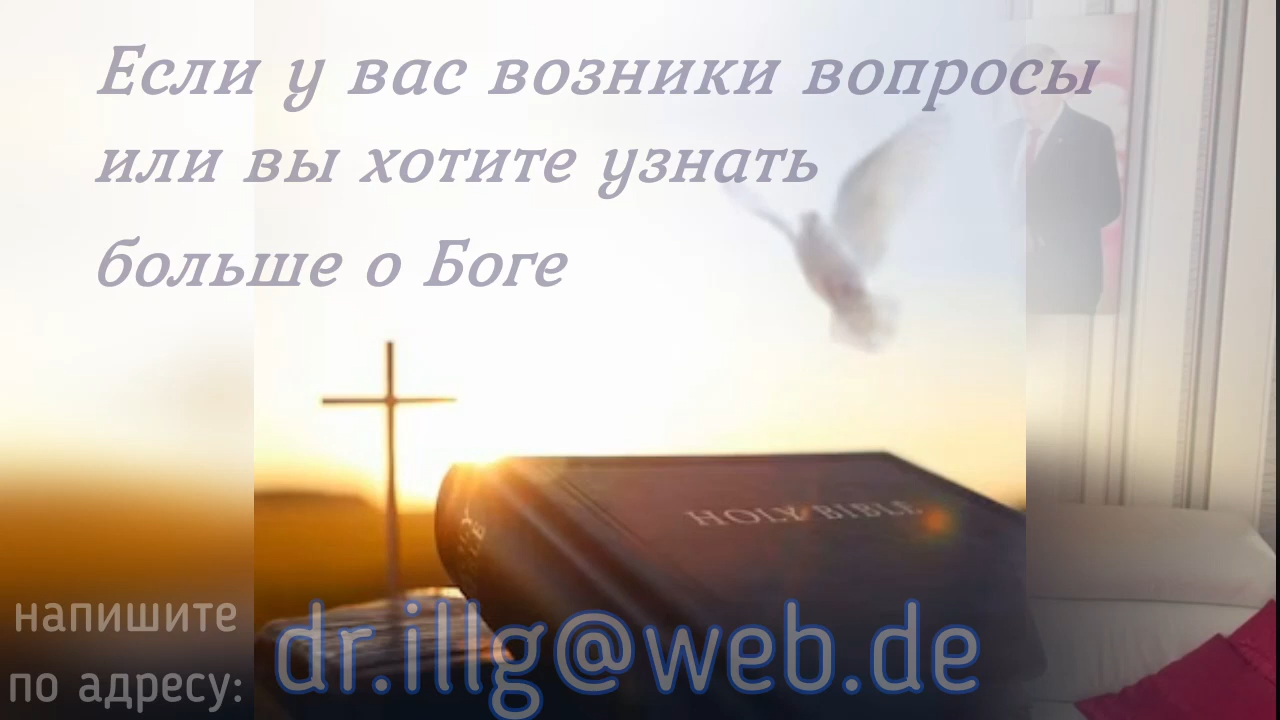 Если у вас возники вопросы
или вы хотите узнать
больше о Боге
HOLY BIBLE
напишите
по адресу:
dr.illg@web.de